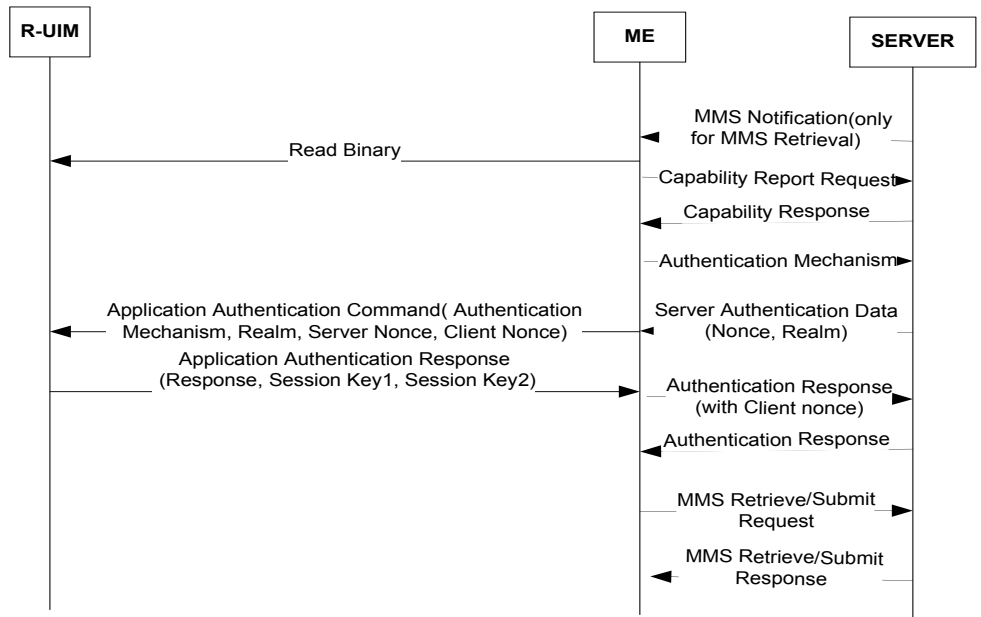 R-UIM
ME
SERVER
MMS Notification(only
for MMS Retrieval)
Read Binary
Capability Report Request
Capability Response
Authentication Mechanism
Application Authentication Command( Authentication
Mechanism, Realm, Server Nonce, Client Nonce)
Server Authentication Data
(Nonce, Realm)
Application Authentication Response
(Response, Session Key1, Session Key2)
Authentication Response
(with Client nonce)
Authentication Response
MMS Retrieve/Submit
Request
MMS Retrieve/Submit
Response